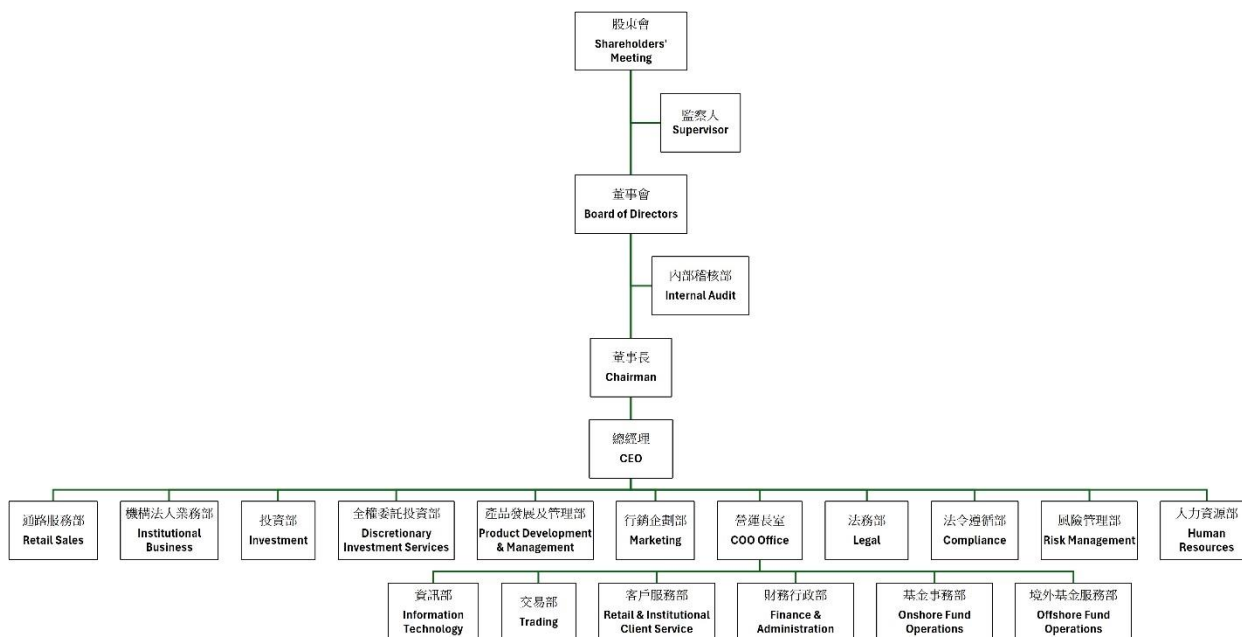 股東會
Shareholders'
Meeting
監察人
Supervisor
董事會
Board of Directors
內部稽核部
Internal Audit
董事長
Chairman
總經理
CEO
通路服務部
Retail Sales
機構法人業務部
Institutional
Business
投資部
Investment
全權委託投資部
Discretionary
Investment Services
產品發展及管理部
Product Development
& Management
行銷企劃部
Marketing
營運長室
COO Office
法務部
Legal
法令遵循部
Compliance
風險管理部
Risk Management
人力資源部
Human
Resources
資訊部
Information
Technology
交易部
Trading
客戶服務部
Retail & Institutional
Client Service
財務行政部
Finance &
Administration
基金事務部
Onshore Fund
Operations
境外基金服務部
Offshore Fund
Operations